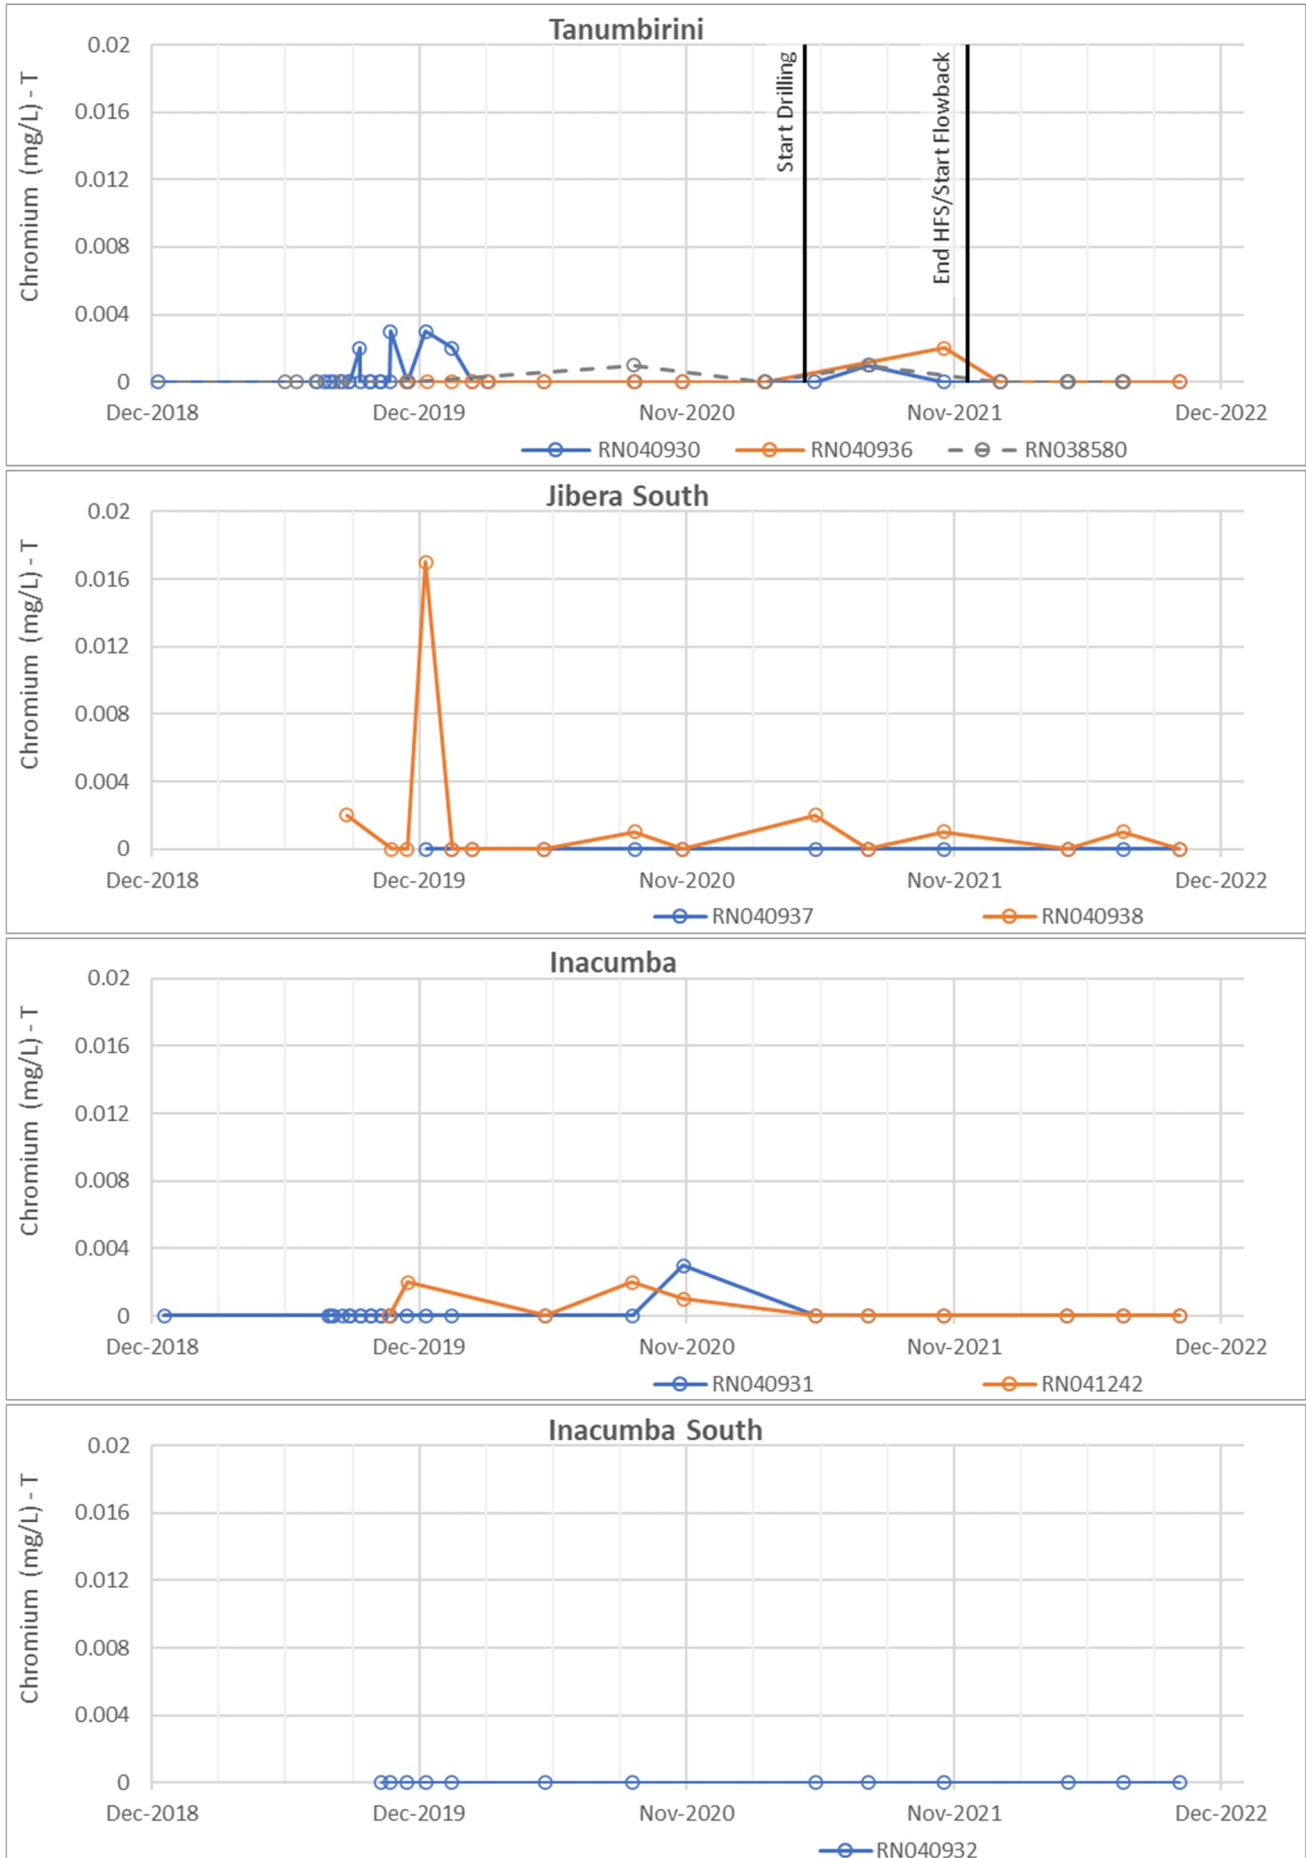 Tanumbirini
Chromium (mg/L) - T
0.02
0.016
0.012
0.008
0.004
0
Start Drilling
End HFS/Start Flowback
Dec-2018 Dec-2019 Nov-2020 Nov-2021 Dec-2022
RN040930 RN040936 RN038580
Jibera South
Chromium (mg/L) - T
0.02
0.016
0.012
0.008
0.004
0
Dec-2018 Dec-2019 Nov-2020 Nov-2021 Dec-2022
RN040937 RN040938
Inacumba
Chromium (mg/L) - T
0.02
0.016
0.012
0.008
0.004
0
Dec-2018 Dec-2019 Nov-2020 Nov-2021 Dec-2022
RN040931 RN041242
Inacumba South
Chromium (mg/L) - T
0.02
0.016
0.012
0.008
0.004
0
Dec-2018 Dec-2019 Nov-2020 Nov-2021 Dec-2022
RN040932